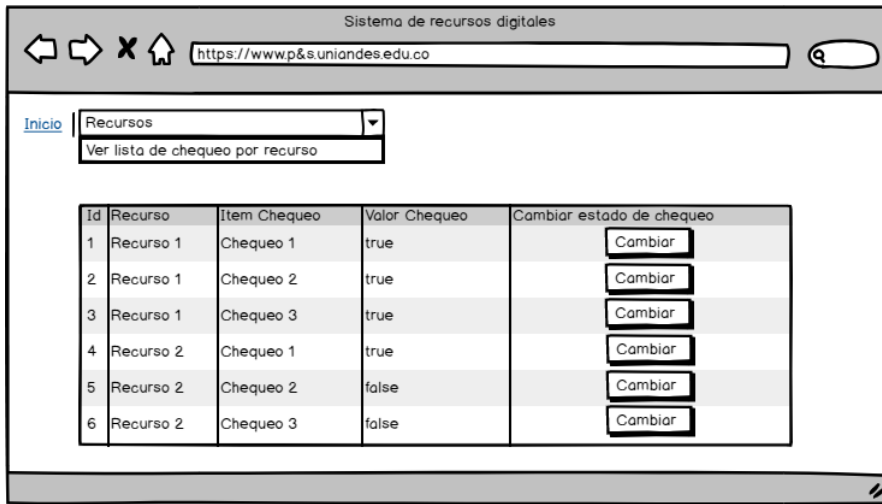 Sistema de recursos digitales
https://www.p&s.uniandes.edu.co
Inicio Recursos
Ver lista de chequeo por recurso
Id Recurso Item Chequeo Valor Chequeo Cambiar estado de chequeo
1 Recurso 1 Chequeo 1 true Cambiar
2 Recurso 1 Chequeo 2 true Cambiar
3 Recurso 1 Chequeo 3 true Cambiar
4 Recurso 2 Chequeo 1 true Cambiar
5 Recurso 2 Chequeo 2 false Cambiar
6 Recurso 2 Chequeo 3 false Cambiar